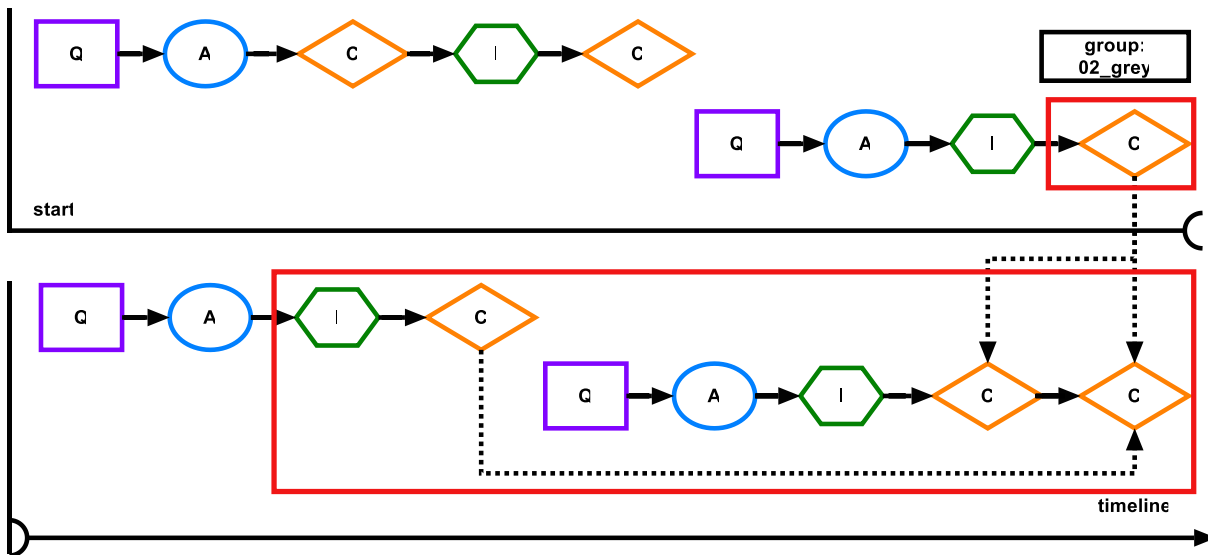 Q A C I C
group:
02_grey
Q A I C
start
Q A I C
Q A I C C
timeline